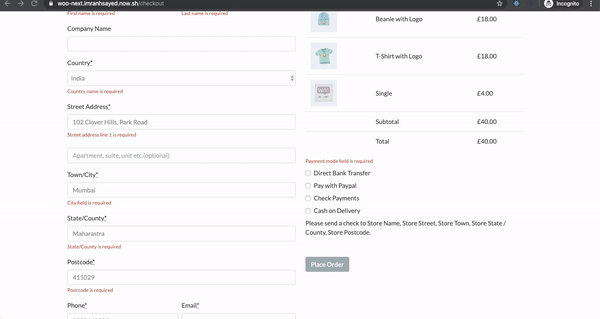 woo-next.imranhsayed.now.sh/checkout
Incognito
First name is required
Last name is required
Company Name
Country*
India
Country name is required
Street Address*
102 Clover Hills, Park Road
Street address line 1 is required
Apartment, suite, unit etc.(optional)
Town/City*
Mumbai
City field is required
State/County*
Maharastra
State/County is required
Postcode*
411029
Post code is required
Phone*
Email*
Beanie with Logo £18.00
T-Shirt with Logo £18.00
Single £4.00
Subtotal £40.00
Total £40.00
Payment mode field is required
Direct Bank Transfer
Pay with Paypal
Check Payments
Cash on Delivery
Please send a check to Store Name, Store Street, Store Town, Store State /
County, Store Postcode.
Place Order